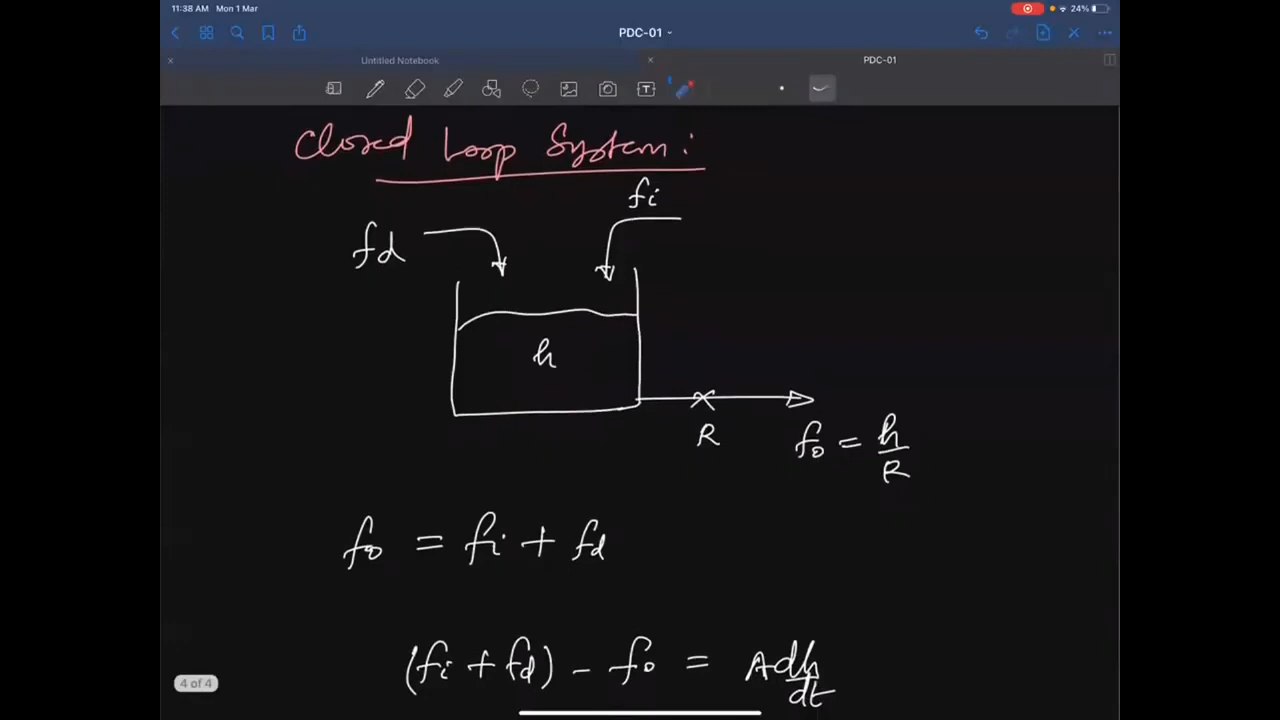 11:38 AM Mon 1 Mar
24%
PDC-01
Untitled Notebook
PDC-01
T
Closed Loop System:
fi
fd
h
R
fo = h/R
fo = fi + fd
(fi + fd) - fo = A dh/dt
4 of 4